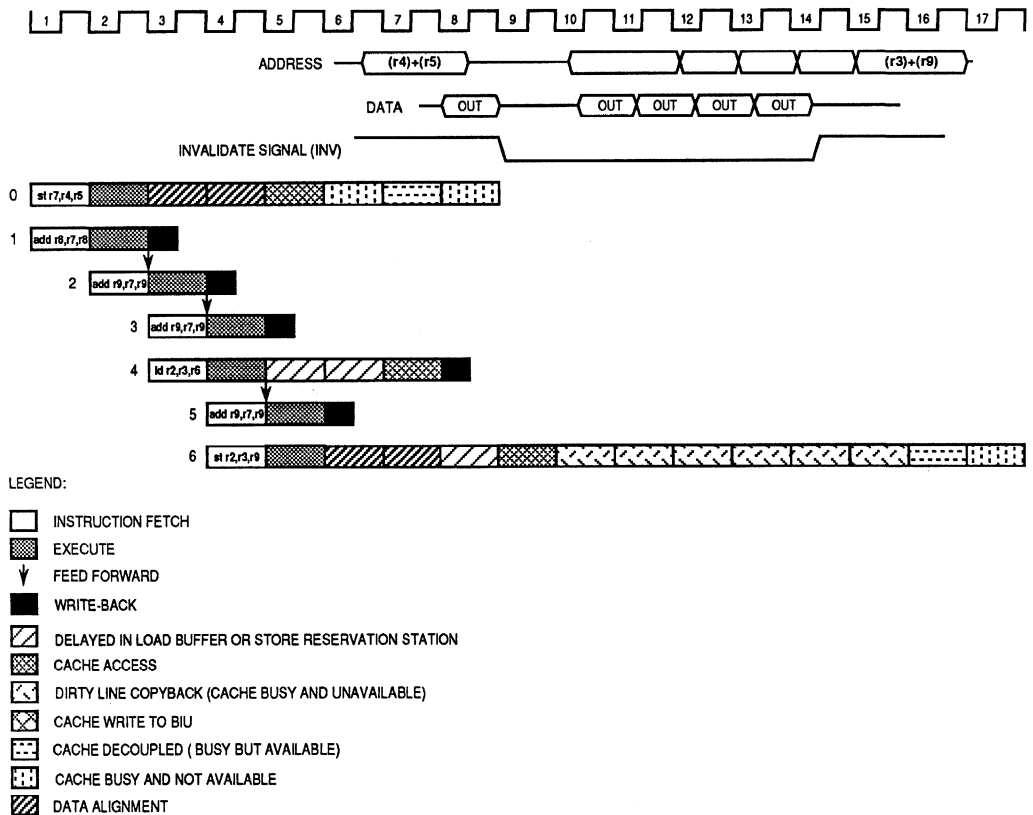 1 2 3 4 5 6 7 8 9 10 11 12 13 14 15 16 17
ADDRESS (r4)+(r5) (r3)+(r9)
DATA OUT OUT OUT OUT OUT
INVALIDATE SIGNAL (INV)
0 st r7,r4,r5
1 add r8,r7,r8
2 add r9,r7,r9
3 add r9,r7,r9
4 ld r2,r3,r6
5 add r9,r7,r9
6 st r2,r3,r9
LEGEND:
INSTRUCTION FETCH
EXECUTE
FEED FORWARD
WRITE-BACK
DELAYED IN LOAD BUFFER OR STORE RESERVATION STATION
CACHE ACCESS
DIRTY LINE COPYBACK (CACHE BUSY AND UNAVAILABLE)
CACHE WRITE TO BIU
CACHE DECOUPLED ( BUSY BUT AVAILABLE)
CACHE BUSY AND NOT AVAILABLE
DATA ALIGNMENT